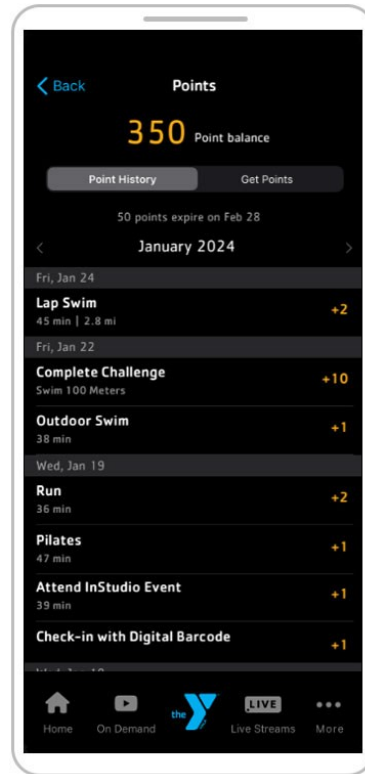 Back
Points
350 Point balance
Point History
Get Points
50 points expire on Feb 28
January 2024
Fri, Jan 24
Lap Swim
+2
45 min | 2.8 mi
Fri, Jan 22
Complete Challenge
+10
Swim 100 Meters
Outdoor Swim
+1
38 min
Wed, Jan 19
Run
+2
36 min
Pilates
+1
47 min
Attend InStudio Event
+1
39 min
Check-in with Digital Barcode
+1
the Y
LIVE
Home
On Demand
Live Streams
More